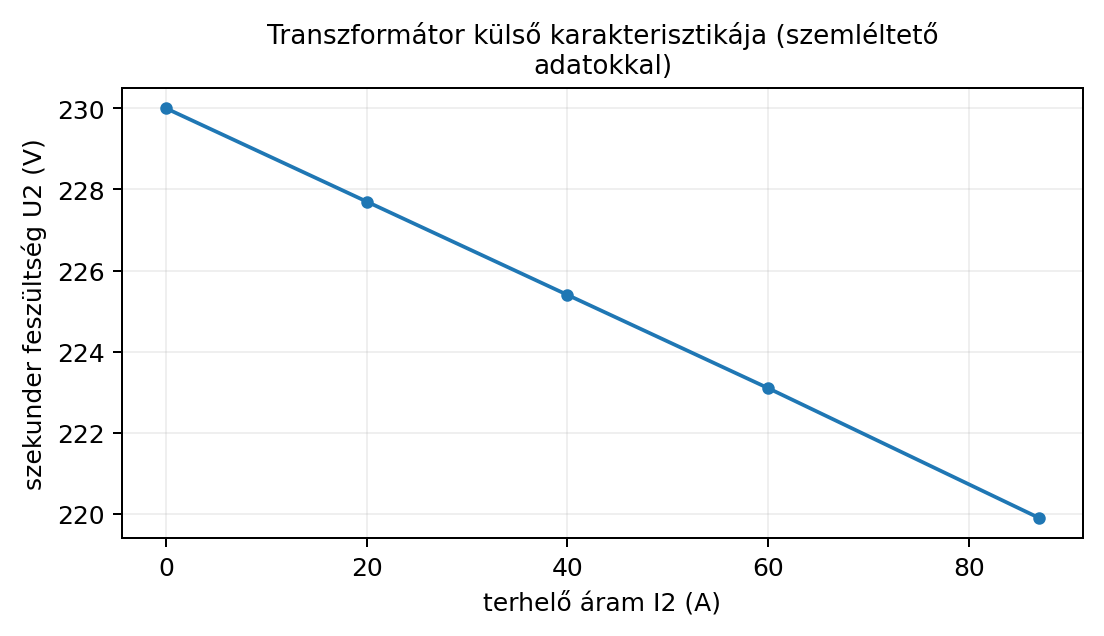 Transzformátor külső karakterisztikája (szemléltető
adatokkal)
szekunder feszültség U2 (V)
230
228
226
224
222
220
0 20 40 60 80
terhelő áram I2 (A)